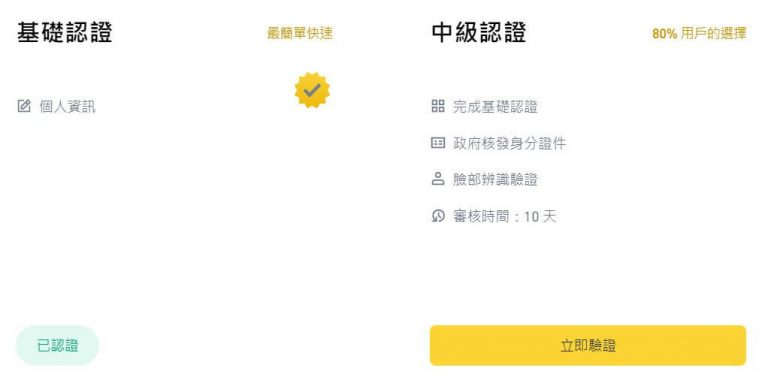 基礎認證
最簡單快速
個人資訊
已認證
中級認證
80% 用戶的選擇
完成基礎認證
政府核發身分證件
臉部辨識驗證
審核時間：10 天
立即驗證